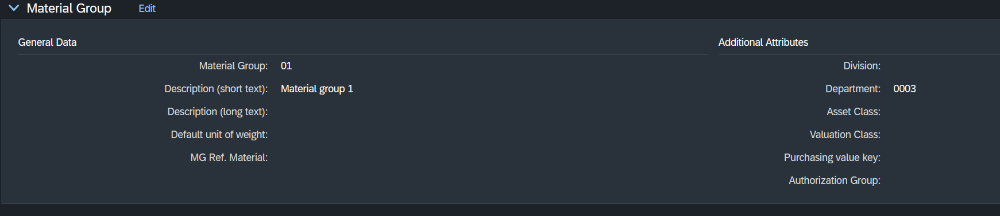 Material Group Edit
General Data
Material Group: 01
Description (short text): Material group 1
Description (long text):
Default unit of weight:
MG Ref. Material:
Additional Attributes
Division:
Department: 0003
Asset Class:
Valuation Class:
Purchasing value key:
Authorization Group: